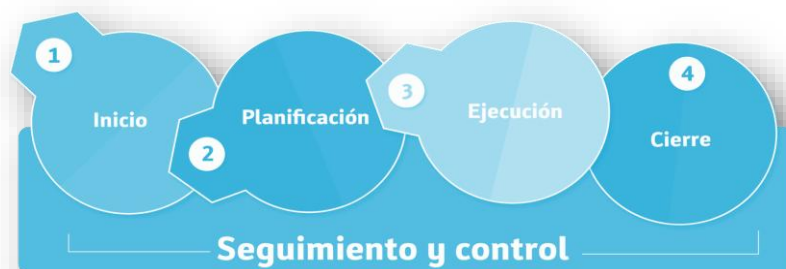 1
Inicio
2
Planificación
3
Ejecución
4
Cierre
Seguimiento y control